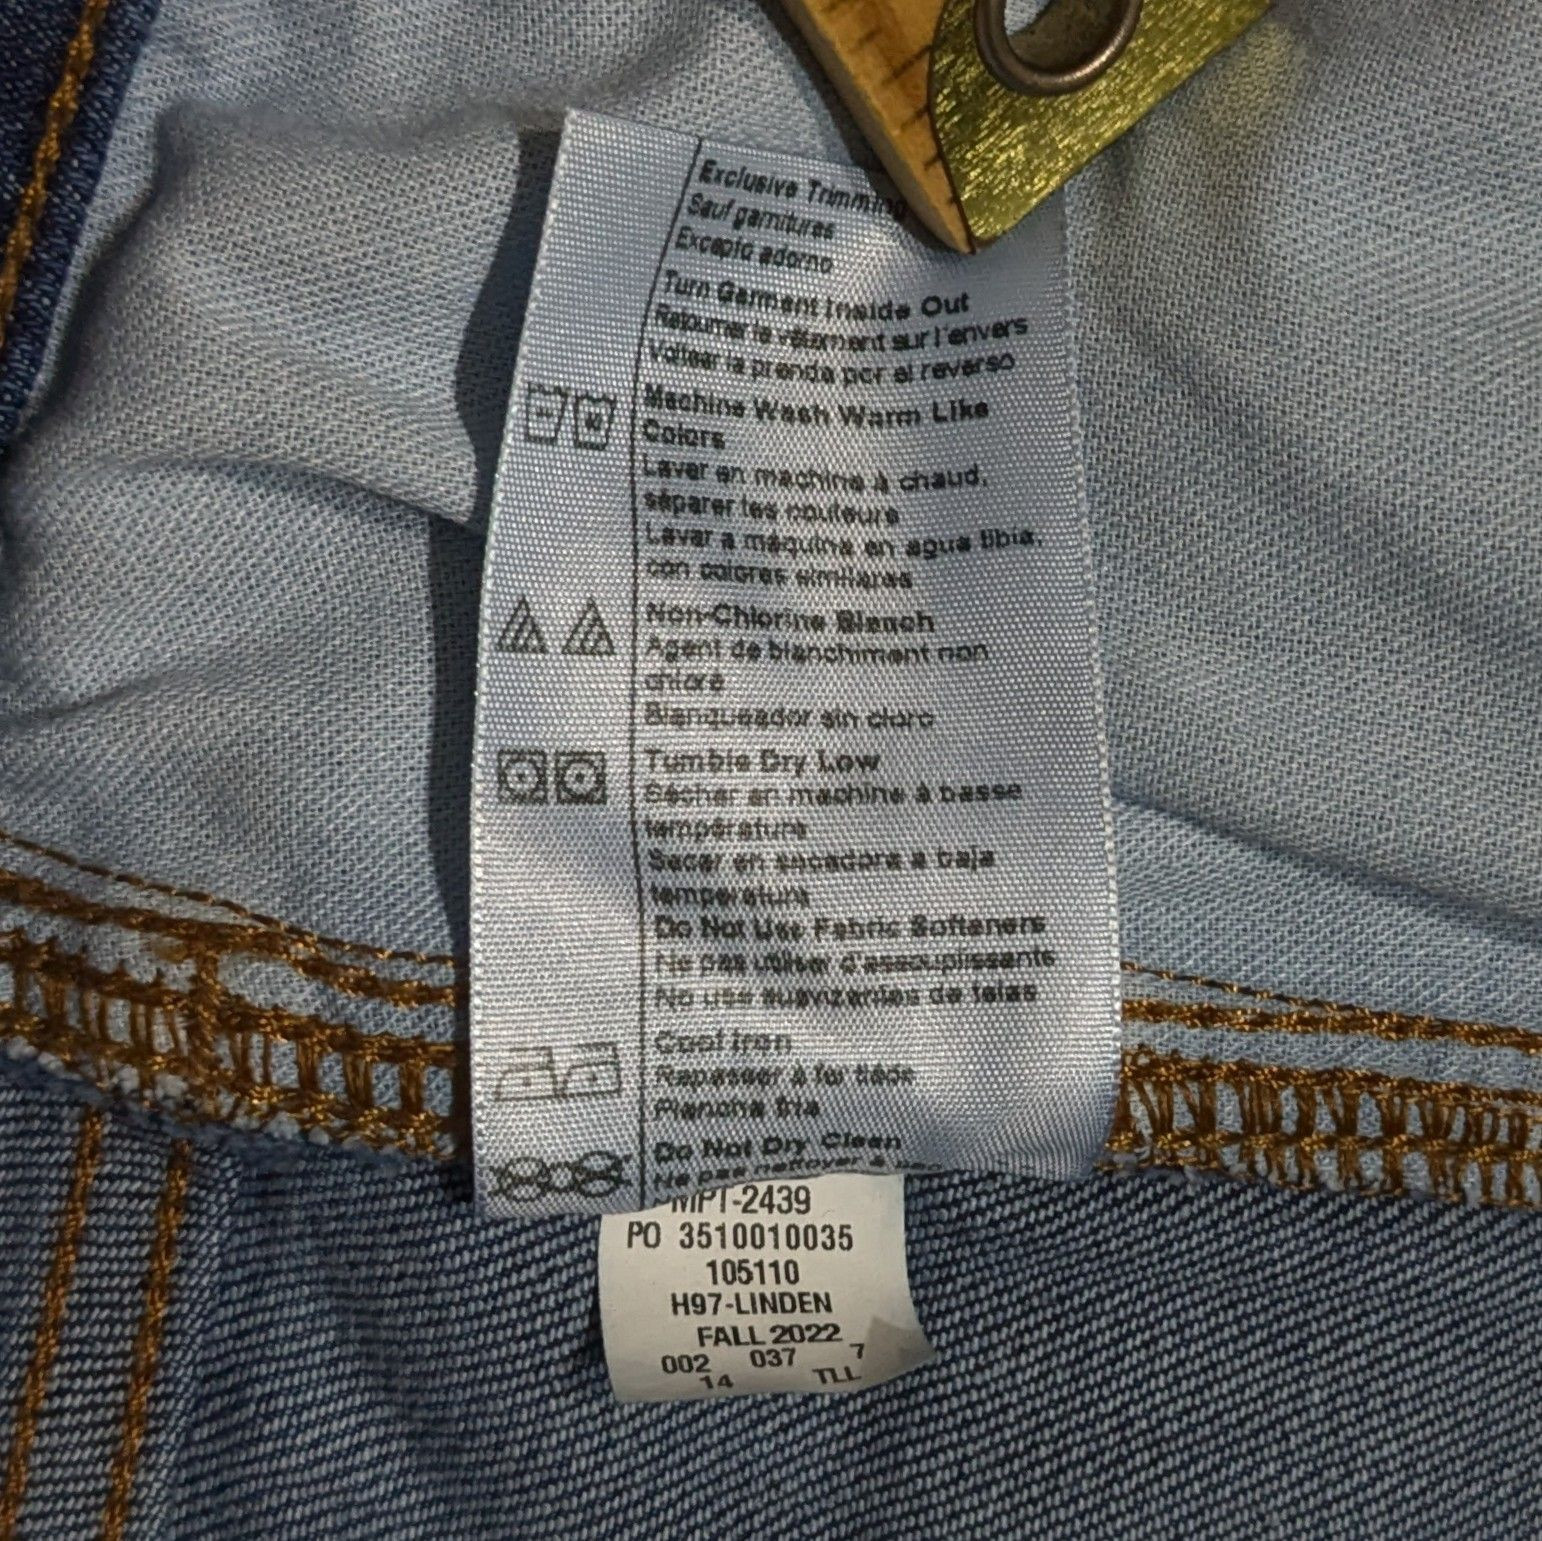 Exclusive Trimming
Sauf garnitures
Excepto adorno
Turn Garment Inside Out
Retourner le vêtement sur l'envers
Voltear la prenda por el reverso
Machine Wash Warm Like
Colors
Laver en machine à chaud,
séparer les couleurs
Lavar a máquina en agua tibia,
con colores similares
Non-Chlorine Bleach
Agent de blanchiment non
chloré
Blanqueador sin cloro
Tumble Dry Low
Sécher en machine à basse
température
Secar en secadora a baja
temperatura
Do Not Use Fabric Softeners
Ne pas utiliser d'assouplissants
No use suavizantes de telas
Cool Iron
Repasser à fer tiède
Plancha fria
Do Not Dry Clean
Ne pas nettoyer à
MPT-2439
PO 3510010035
105110
H97-LINDEN
FALL 2022
002 037 7
14 TLL